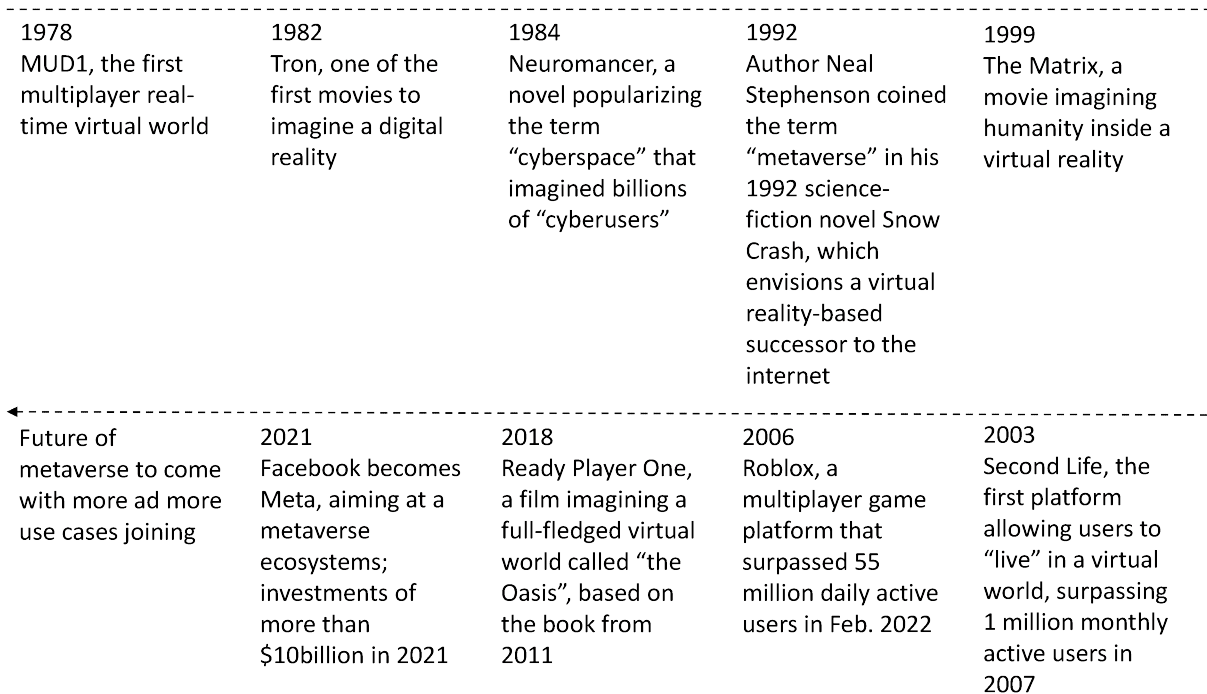 1978
MUD1, the first
multiplayer real-
time virtual world
1982
Tron, one of the
first movies to
imagine a digital
reality
1984
Neuromancer, a
novel popularizing
the term
“cyberspace” that
imagined billions
of “cyberusers”
1992
Author Neal
Stephenson coined
the term
“metaverse” in his
1992 science-
fiction novel Snow
Crash, which
envisions a virtual
reality-based
successor to the
internet
1999
The Matrix, a
movie imagining
humanity inside a
virtual reality
2003
Second Life, the
first platform
allowing users to
“live” in a virtual
world, surpassing
1 million monthly
active users in
2007
2006
Roblox, a
multiplayer game
platform that
surpassed 55
million daily active
users in Feb. 2022
2018
Ready Player One,
a film imagining a
full-fledged virtual
world called “the
Oasis”, based on
the book from
2011
2021
Facebook becomes
Meta, aiming at a
metaverse
ecosystems;
investments of
more than
$10billion in 2021
Future of
metaverse to come
with more ad more
use cases joining